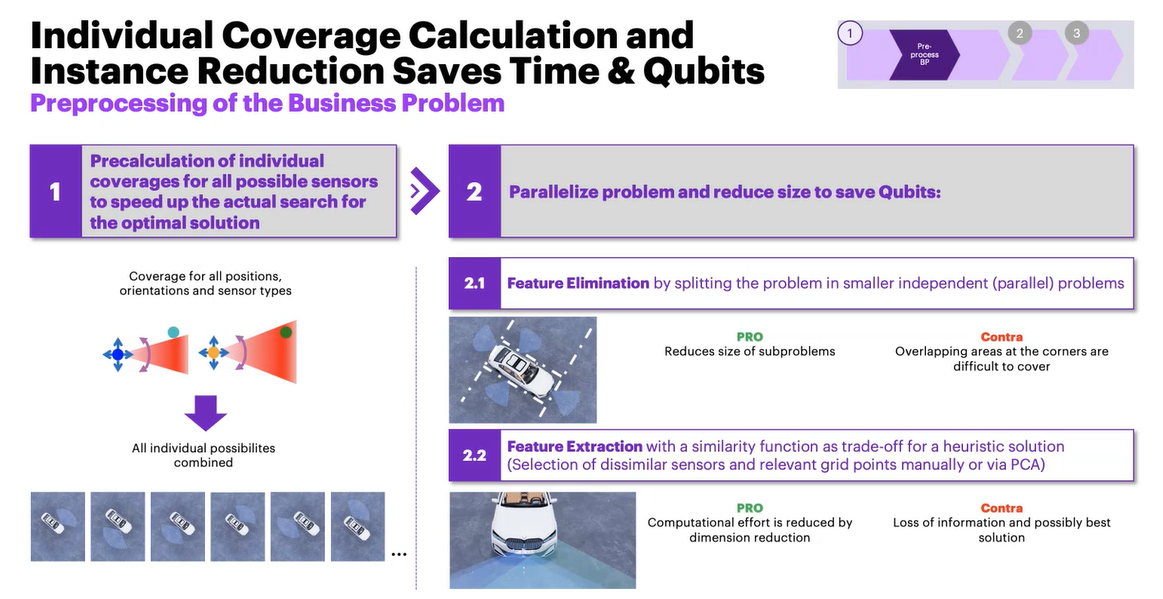 Individual Coverage Calculation and
Instance Reduction Saves Time & Qubits
Preprocessing of the Business Problem
1
Pre-
process
BP
2
3
1
Precalculation of individual
coverages for all possible sensors
to speed up the actual search for
the optimal solution
2
Parallelize problem and reduce size to save Qubits:
Coverage for all positions,
orientations and sensor types
All individual possibilites
combined
...
2.1
Feature Elimination by splitting the problem in smaller independent (parallel) problems
PRO
Reduces size of subproblems
Contra
Overlapping areas at the corners are
difficult to cover
2.2
Feature Extraction with a similarity function as trade-off for a heuristic solution
(Selection of dissimilar sensors and relevant grid points manually or via PCA)
PRO
Computational effort is reduced by
dimension reduction
Contra
Loss of information and possibly best
solution